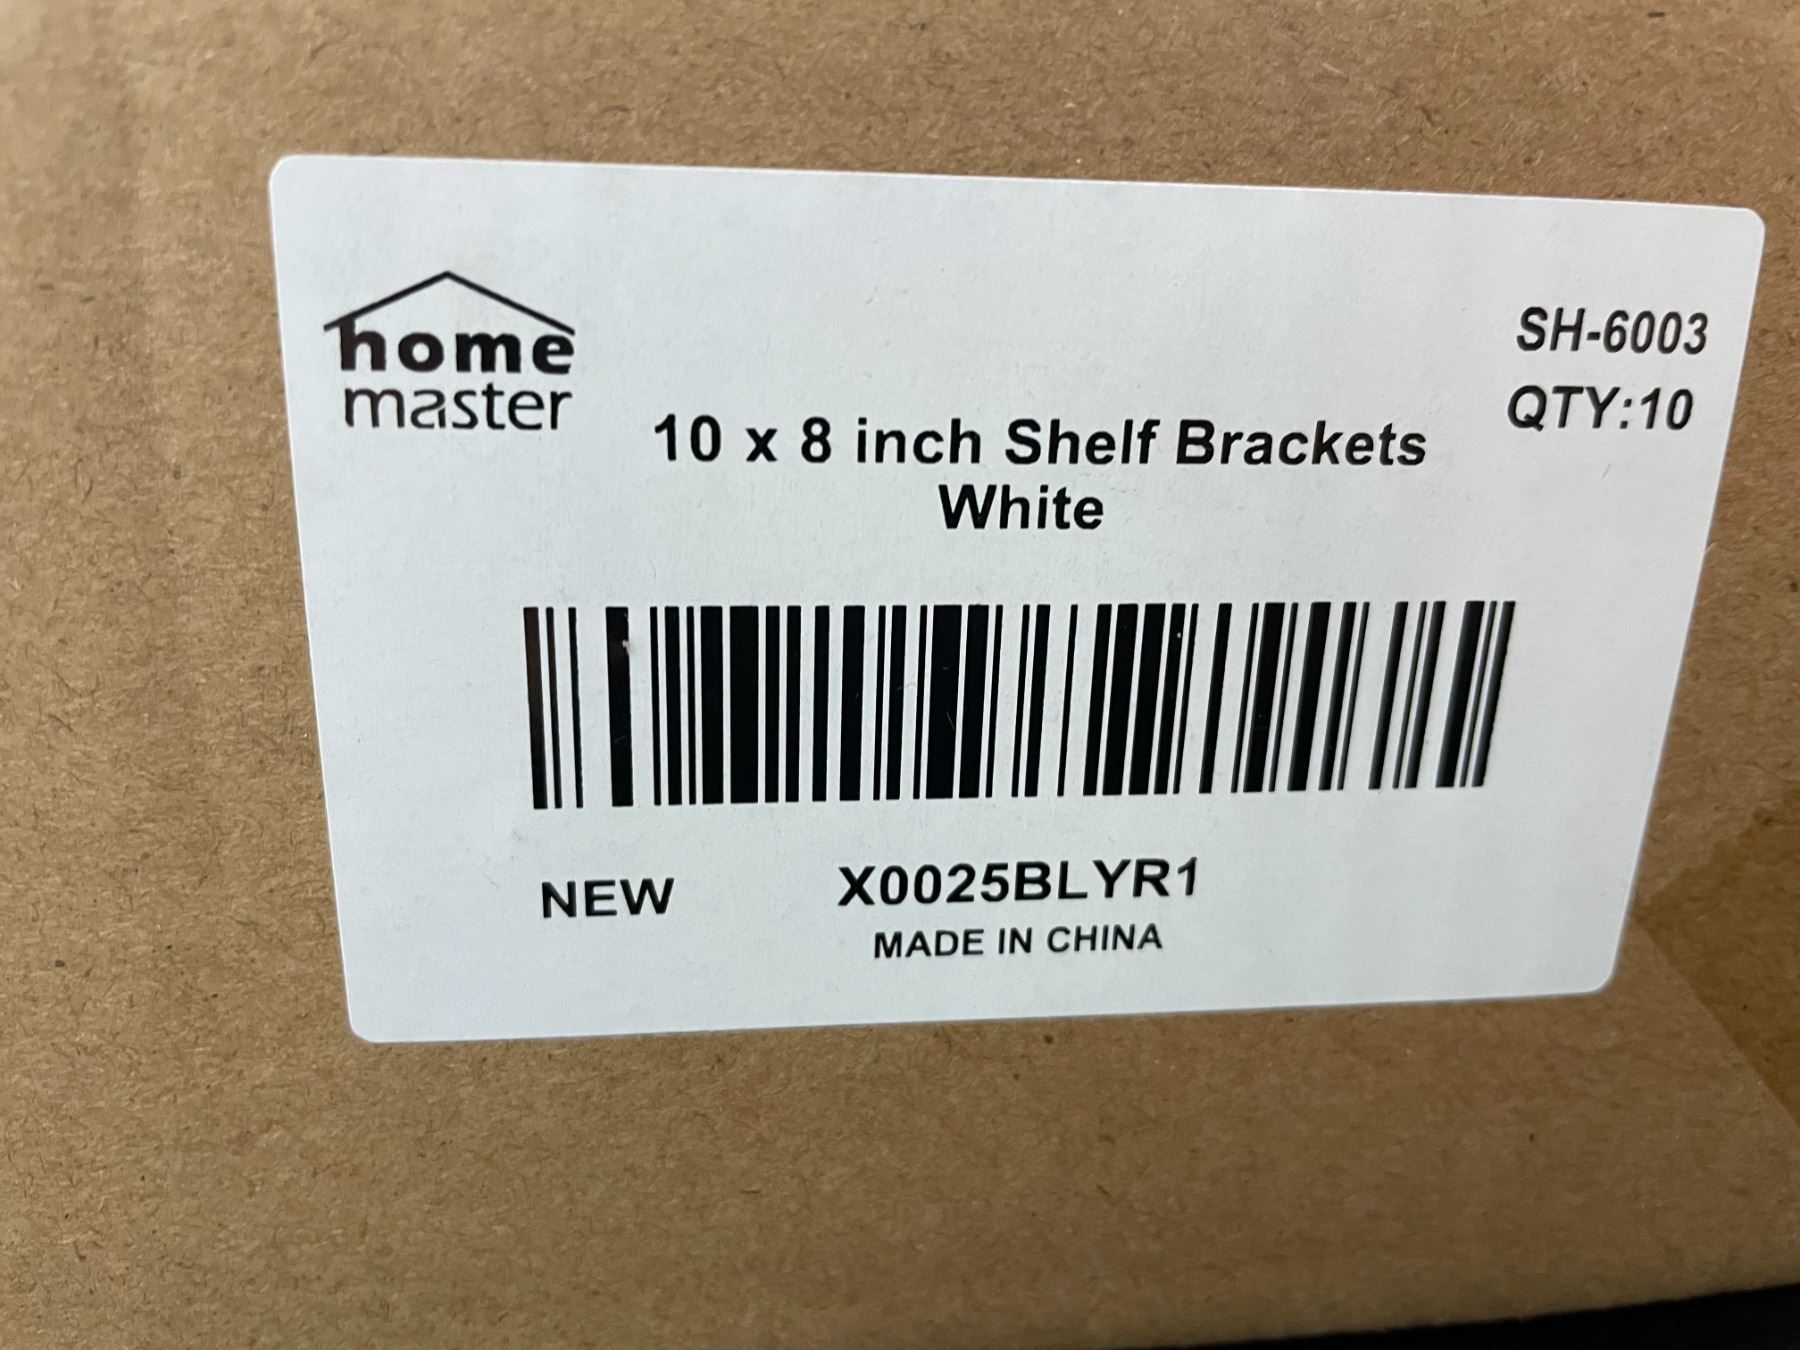 home
master
SH-6003
QTY:10
10 x 8 inch Shelf Brackets
White
NEW
X0025BLYR1
MADE IN CHINA